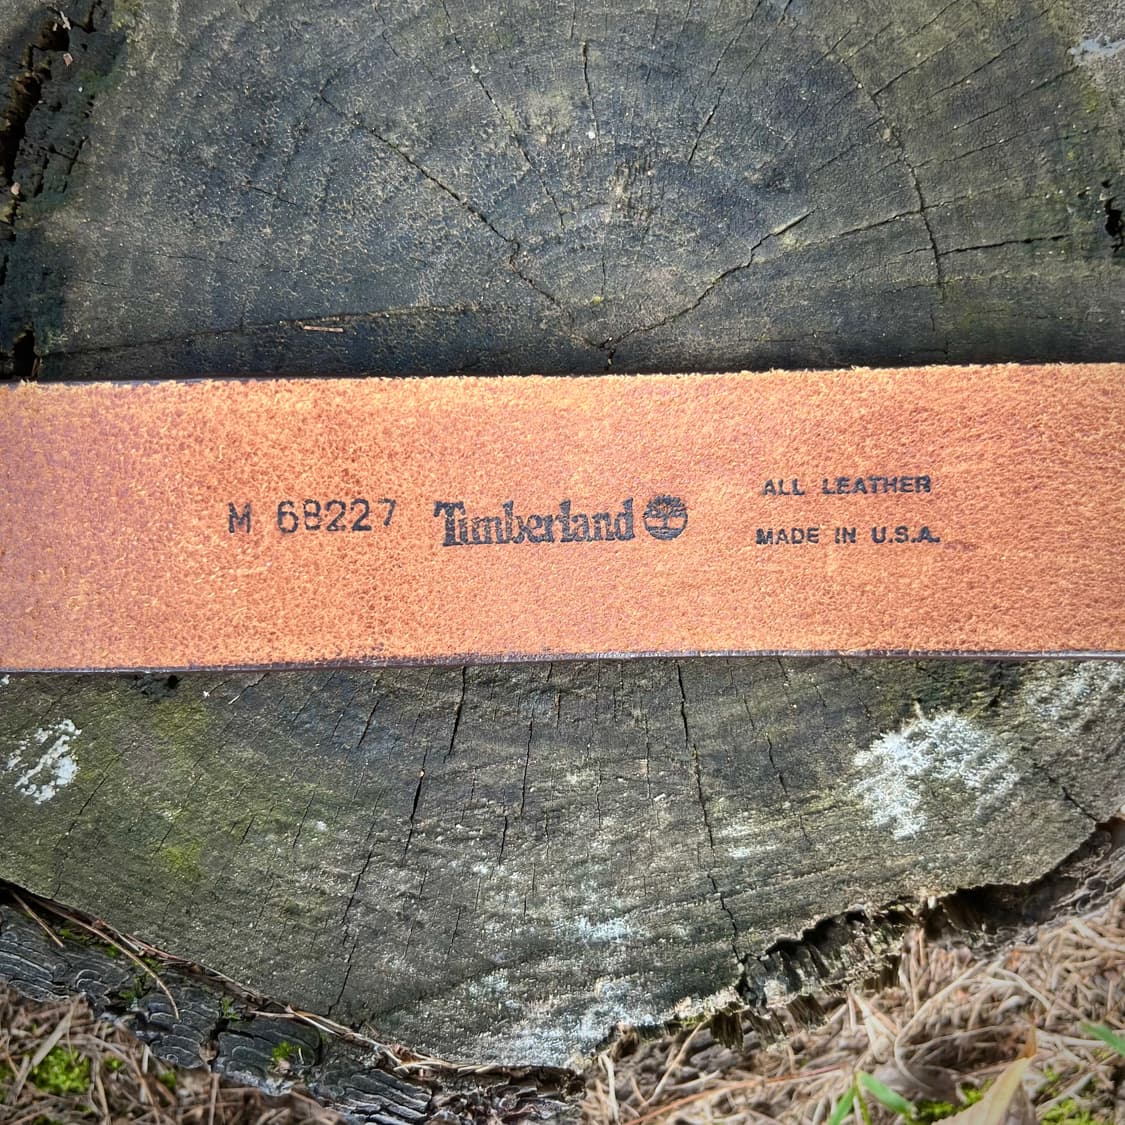 M 68227 Timberland
ALL LEATHER
MADE IN U.S.A.